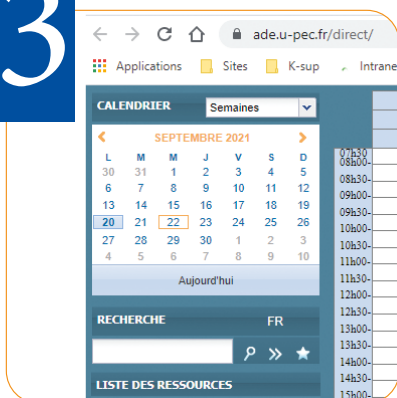 3
ade.u-pec.fr/direct/
Applications Sites K-sup Intrane
CALENDRIER Semaines
SEPTEMBRE 2021
L M M J V S D
30 31 1 2 3 4 5
6 7 8 9 10 11 12
13 14 15 16 17 18 19
20 21 22 23 24 25 26
27 28 29 30 1 2 3
4 5 6 7 8 9 10
Aujourd'hui
RECHERCHE FR
LISTE DES RESSOURCES
07h30
08h00
08h30
09h00
09h30
10h00
10h30
11h00
11h30
12h00
12h30
13h00
13h30
14h00
14h30
15h00